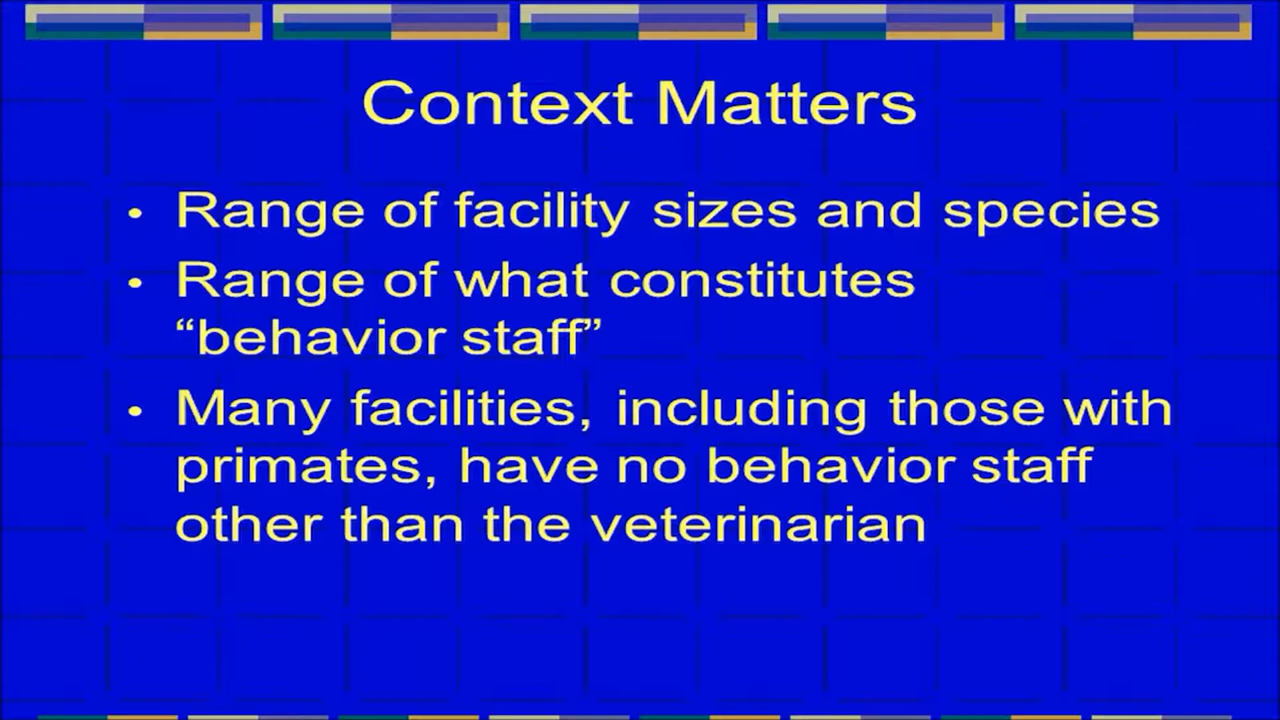 Context Matters
• Range of facility sizes and species
• Range of what constitutes
“behavior staff”
• Many facilities, including those with
primates, have no behavior staff
other than the veterinarian